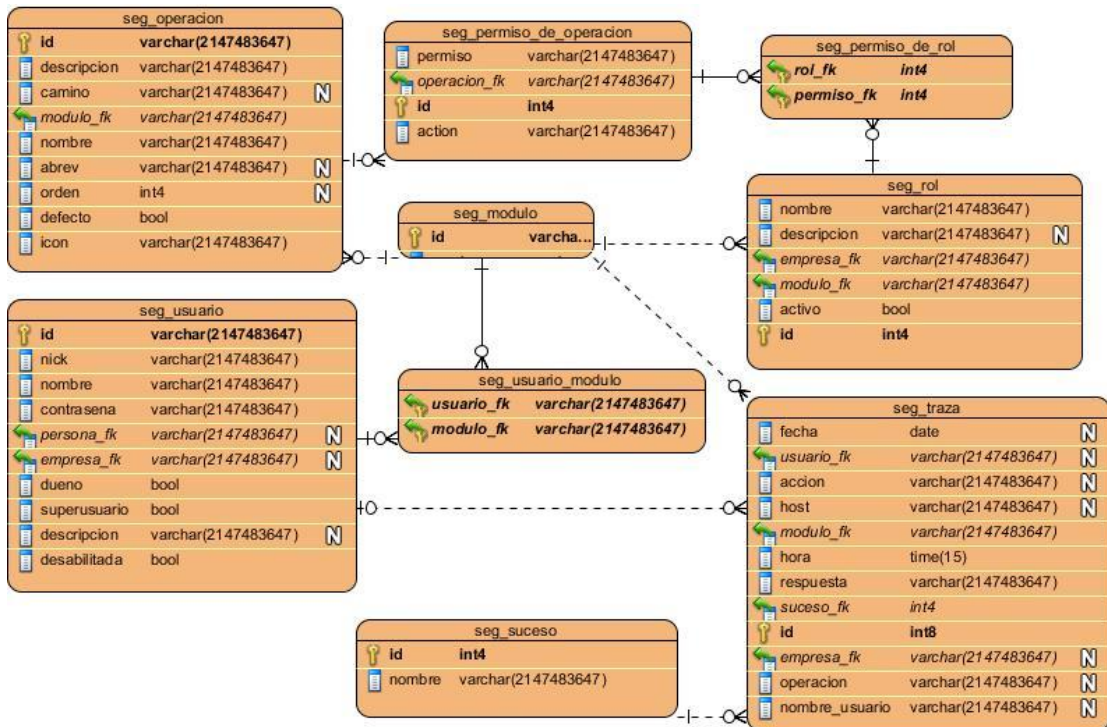 seg_operacion
id varchar(2147483647)
descripcion varchar(2147483647)
camino varchar(2147483647) N
modulo_fk varchar(2147483647)
nombre varchar(2147483647)
abrev varchar(2147483647) N
orden int4 N
defecto bool
icon varchar(2147483647)
seg_permiso_de_operacion
permiso varchar(2147483647)
operacion_fk varchar(2147483647)
id int4
action varchar(2147483647)
seg_permiso_de_rol
rol_fk int4
permiso_fk int4
seg_modulo
id varcha...
seg_rol
nombre varchar(2147483647)
descripcion varchar(2147483647) N
empresa_fk varchar(2147483647)
modulo_fk varchar(2147483647)
activo bool
id int4
seg_usuario
id varchar(2147483647)
nick varchar(2147483647)
nombre varchar(2147483647)
contrasena varchar(2147483647)
persona_fk varchar(2147483647) N
empresa_fk varchar(2147483647) N
dueno bool
superusuario bool
descripcion varchar(2147483647) N
desabilitada bool
seg_usuario_modulo
usuario_fk varchar(2147483647)
modulo_fk varchar(2147483647)
seg_traza
fecha date N
usuario_fk varchar(2147483647) N
accion varchar(2147483647) N
host varchar(2147483647) N
modulo_fk varchar(2147483647)
hora time(15)
respuesta varchar(2147483647)
suceso_fk int4
id int8
empresa_fk varchar(2147483647) N
operacion varchar(2147483647) N
nombre_usuario varchar(2147483647) N
seg_suceso
id int4
nombre varchar(2147483647)